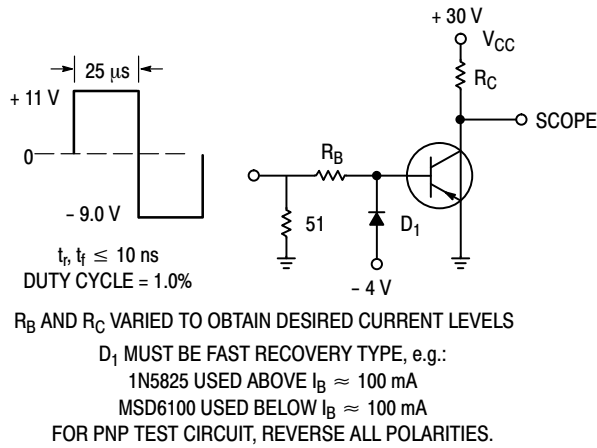 + 30 V
V_CC
R_C
25 µs
+ 11 V
SCOPE
0
R_B
– 9.0 V
51
D_1
t_r, t_f ≤ 10 ns
DUTY CYCLE = 1.0%
– 4 V
R_B AND R_C VARIED TO OBTAIN DESIRED CURRENT LEVELS
D_1 MUST BE FAST RECOVERY TYPE, e.g.:
1N5825 USED ABOVE I_B ≈ 100 mA
MSD6100 USED BELOW I_B ≈ 100 mA
FOR PNP TEST CIRCUIT, REVERSE ALL POLARITIES.